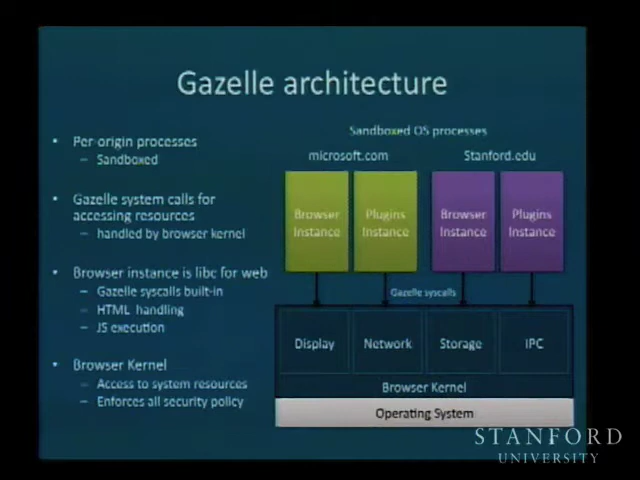 Gazelle architecture
• Per-origin processes
– Sandboxed
• Gazelle system calls for
accessing resources
– handled by browser kernel
• Browser instance is libc for web
– Gazelle syscalls built-in
– HTML handling
– JS execution
• Browser Kernel
– Access to system resources
– Enforces all security policy
Sandboxed OS processes
microsoft.com Stanford.edu
Browser Instance
Plugins Instance
Browser Instance
Plugins Instance
Gazelle syscalls
Display Network Storage IPC
Browser Kernel
Operating System
STANFORD
UNIVERSITY